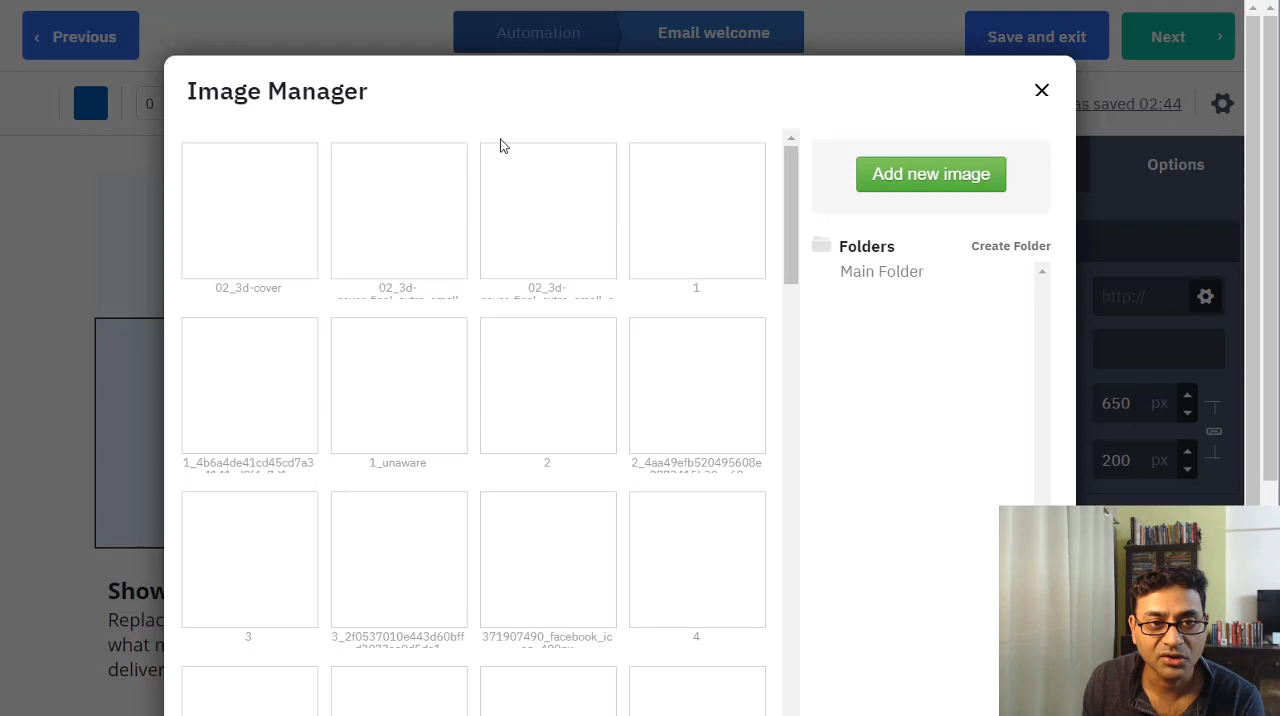 Previous
Automation
Email welcome
Save and exit
Next
0
as saved 02:44
Image Manager
Add new image
Options
Folders
Create Folder
Main Folder
http://
650 px
200 px
02_3d-cover
02_3d-
02_3d-
1
1_4b6a4de41cd45cd7a3
1_unaware
2
2_4aa49efb520495608e
3
3_2f0537010e443d60bff
371907490_facebook_ic
4
Show
Replac
what m
deliver